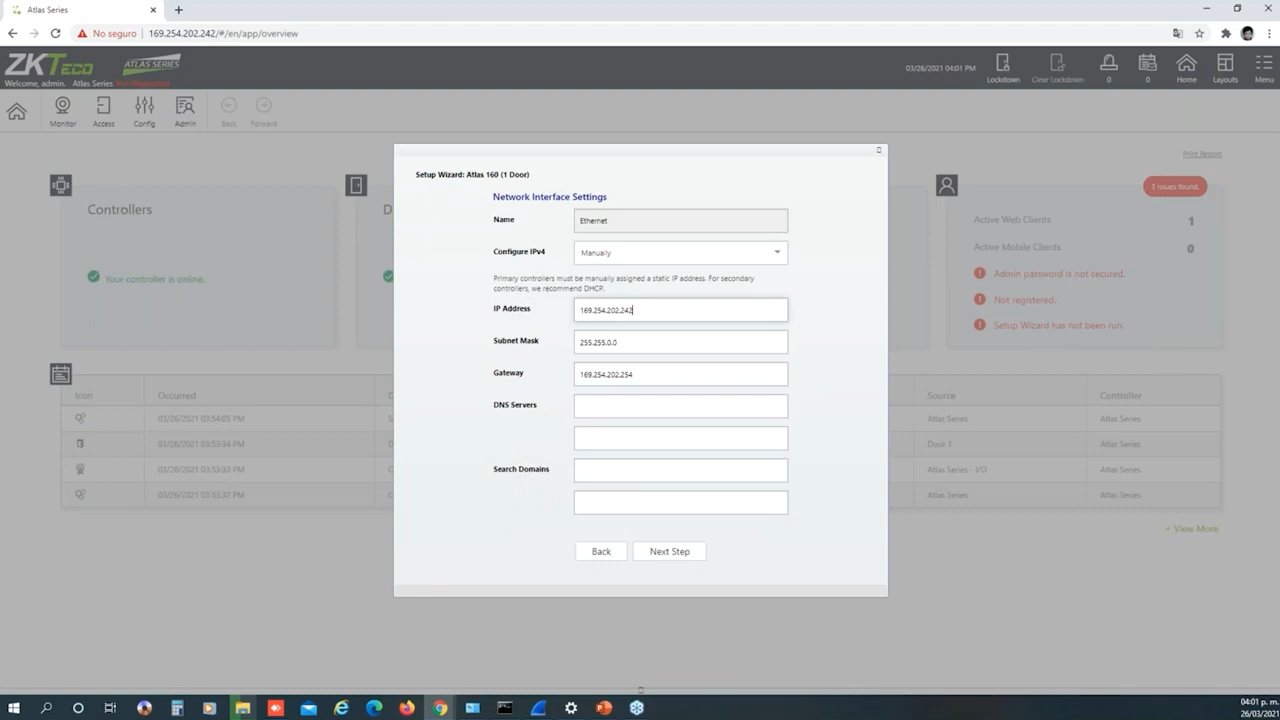 Atlas Series
No seguro 169.254.202.242/#/en/app/overview
ZKTeco ATLAS SERIES
Welcome, admin. Atlas Series Not Registered
03/26/2021 04:01 PM
Lockdown
Clear Lockdown
0
0
Home
Layouts
Menu
Monitor
Access
Config
Admin
Back
Forward
Print Report
Controllers
D
3 issues found.
Your controller is online.
Active Web Clients 1
Active Mobile Clients 0
Admin password is not secured.
Not registered.
Setup Wizard has not been run.
Setup Wizard: Atlas 160 (1 Door)
Network Interface Settings
Name Ethernet
Configure IPv4 Manually
Primary controllers must be manually assigned a static IP address. For secondary
controllers, we recommend DHCP.
IP Address 169.254.202.242
Subnet Mask 255.255.0.0
Gateway 169.254.202.254
DNS Servers
Search Domains
Back Next Step
Icon Occurred D Source Controller
03/26/2021 03:54:05 PM S Atlas Series Atlas Series
03/26/2021 03:53:34 PM D Door 1 Atlas Series
03/26/2021 03:53:33 PM C Atlas Series - I/O Atlas Series
03/26/2021 03:53:32 PM Atlas Series Atlas Series
+ View More
04:01 p. m.
26/03/2021